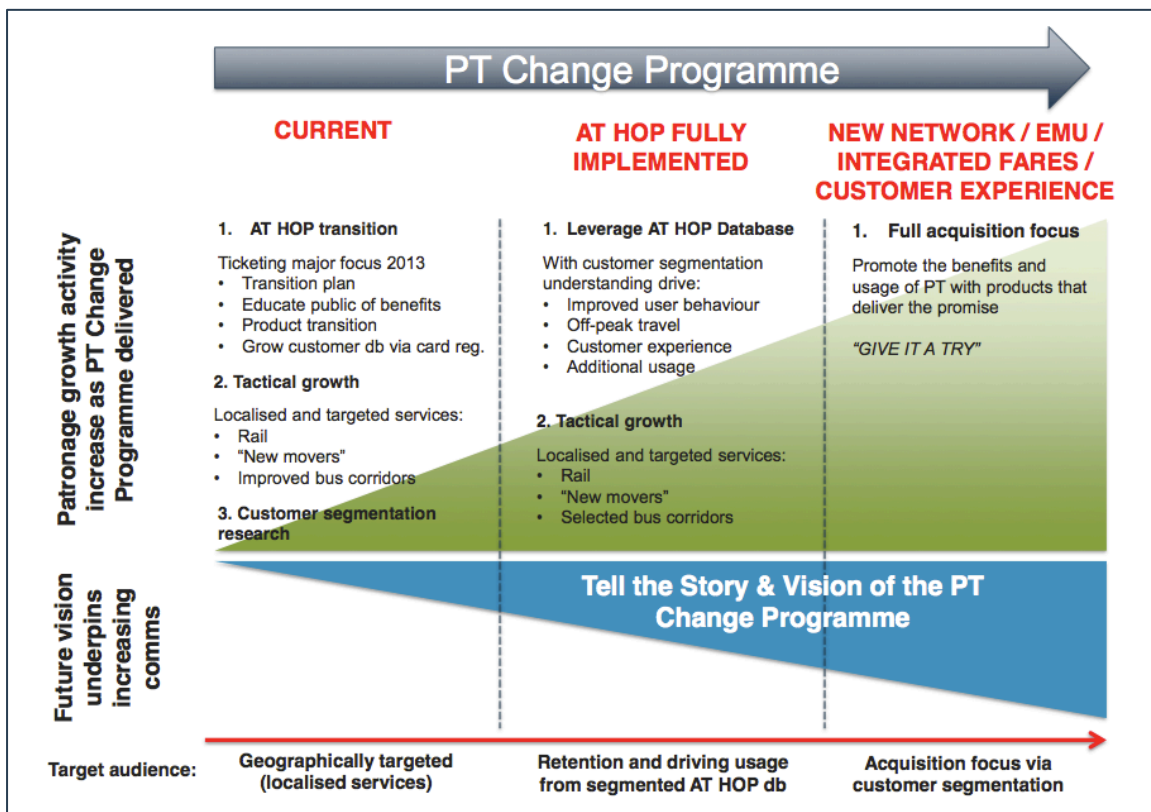 PT Change Programme
CURRENT
AT HOP FULLY
IMPLEMENTED
NEW NETWORK / EMU /
INTEGRATED FARES /
CUSTOMER EXPERIENCE
Patronage growth activity
increase as PT Change
Programme delivered
1. AT HOP transition
Ticketing major focus 2013
• Transition plan
• Educate public of benefits
• Product transition
• Grow customer db via card reg.
2. Tactical growth
Localised and targeted services:
• Rail
• "New movers"
• Improved bus corridors
3. Customer segmentation
research
1. Leverage AT HOP Database
With customer segmentation
understanding drive:
• Improved user behaviour
• Off-peak travel
• Customer experience
• Additional usage
2. Tactical growth
Localised and targeted services:
• Rail
• "New movers"
• Selected bus corridors
1. Full acquisition focus
Promote the benefits and
usage of PT with products that
deliver the promise
"GIVE IT A TRY"
Future vision
underpins
increasing
comms
Tell the Story & Vision of the PT
Change Programme
Target audience:
Geographically targeted
(localised services)
Retention and driving usage
from segmented AT HOP db
Acquisition focus via
customer segmentation